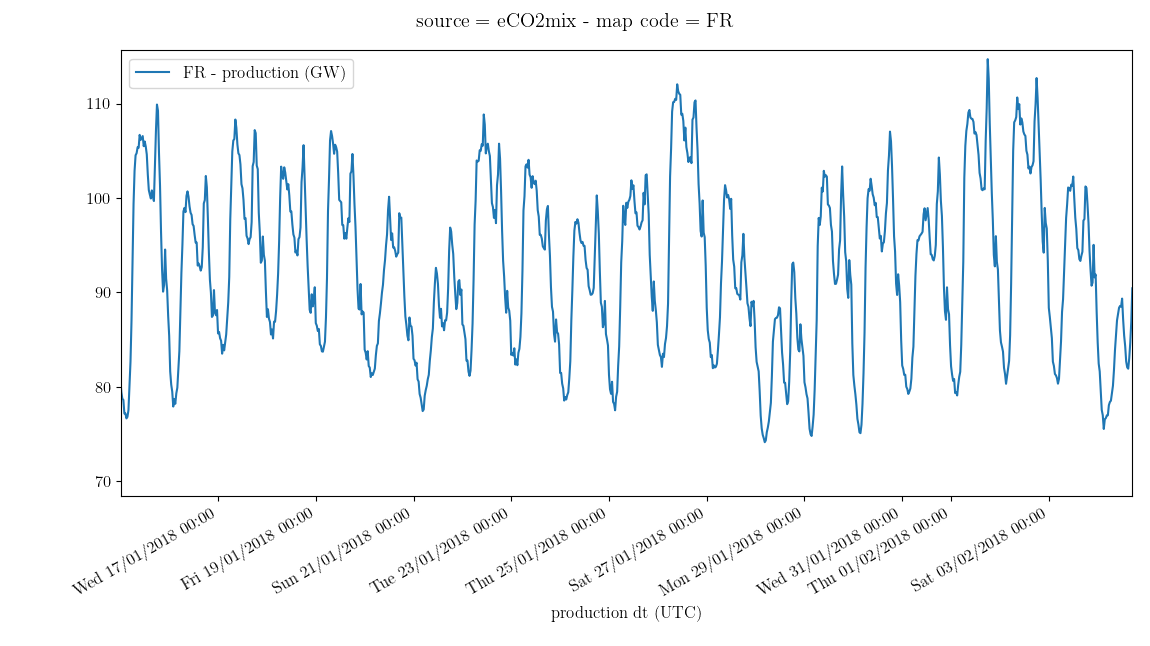 source = eCO2mix - map code = FR
FR - production (GW)
110
100
90
80
70
Wed 17/01/2018 00:00
Fri 19/01/2018 00:00
Sun 21/01/2018 00:00
Tue 23/01/2018 00:00
Thu 25/01/2018 00:00
Sat 27/01/2018 00:00
Mon 29/01/2018 00:00
Wed 31/01/2018 00:00
Thu 01/02/2018 00:00
Sat 03/02/2018 00:00
production dt (UTC)